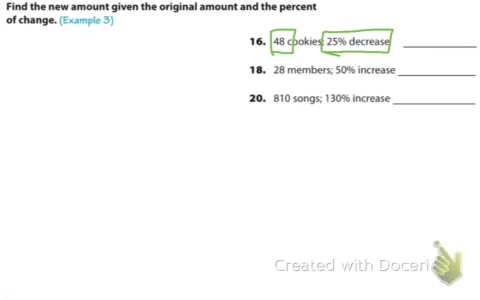 Find the new amount given the original amount and the percent
of change. (Example 3)
16. 48 cookies; 25% decrease
18. 28 members; 50% increase
20. 810 songs; 130% increase
Created with Doceri